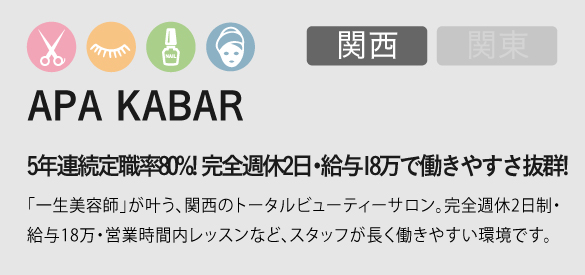 NAIL
関西
関東
APA KABAR
5年連続定職率80%! 完全週休2日・給与18万で働きやすさ抜群!
「一生美容師」が叶う、関西のトータルビューティーサロン。完全週休2日制・
給与18万・営業時間内レッスンなど、スタッフが長く働きやすい環境です。